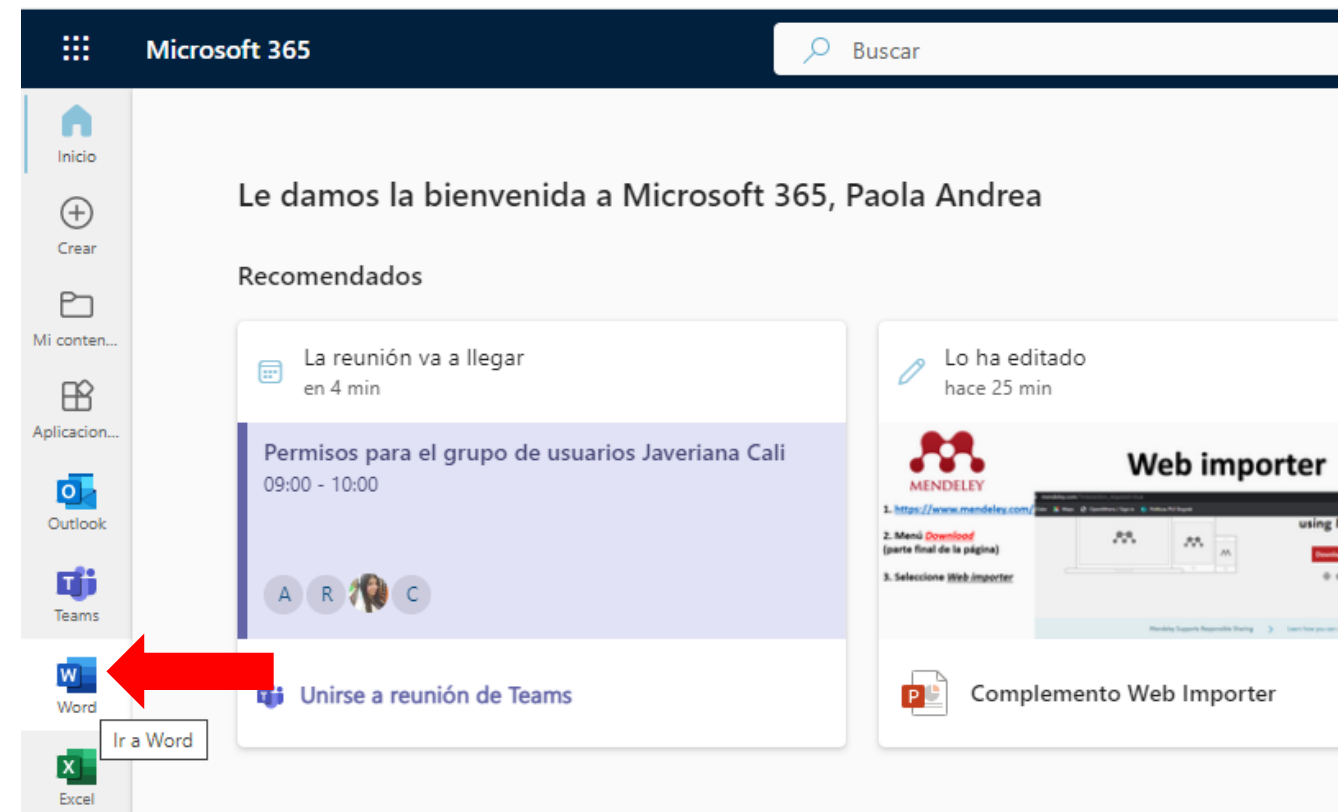 Microsoft 365
Buscar
Inicio
Crear
Mi conten...
Aplicacion...
Outlook
Teams
Word
Ir a Word
Excel
Le damos la bienvenida a Microsoft 365, Paola Andrea
Recomendados
La reunión va a llegar
en 4 min
Permisos para el grupo de usuarios Javeriana Cali
09:00 - 10:00
A R C
Unirse a reunión de Teams
Lo ha editado
hace 25 min
MENDELEY
Web importer
1. https://www.mendeley.com/
2. Menú Download
(parte final de la página)
3. Seleccione Web importer
using
Complemento Web Importer